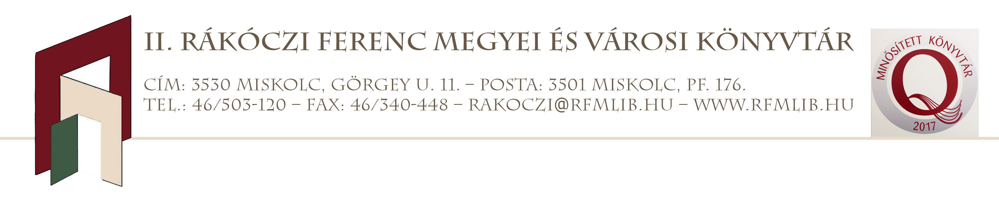 II. RÁKÓCZI FERENC MEGYEI ÉS VÁROSI KÖNYVTÁR
CÍM: 3530 MISKOLC, GÖRGEY U. 11. – POSTA: 3501 MISKOLC, PF. 176.
TEL.: 46/503-120 – FAX: 46/340-448 – RAKOCZI@RFMLIB.HU – WWW.RFMLIB.HU
MINŐSÍTETT KÖNYVTÁR
Q
2017